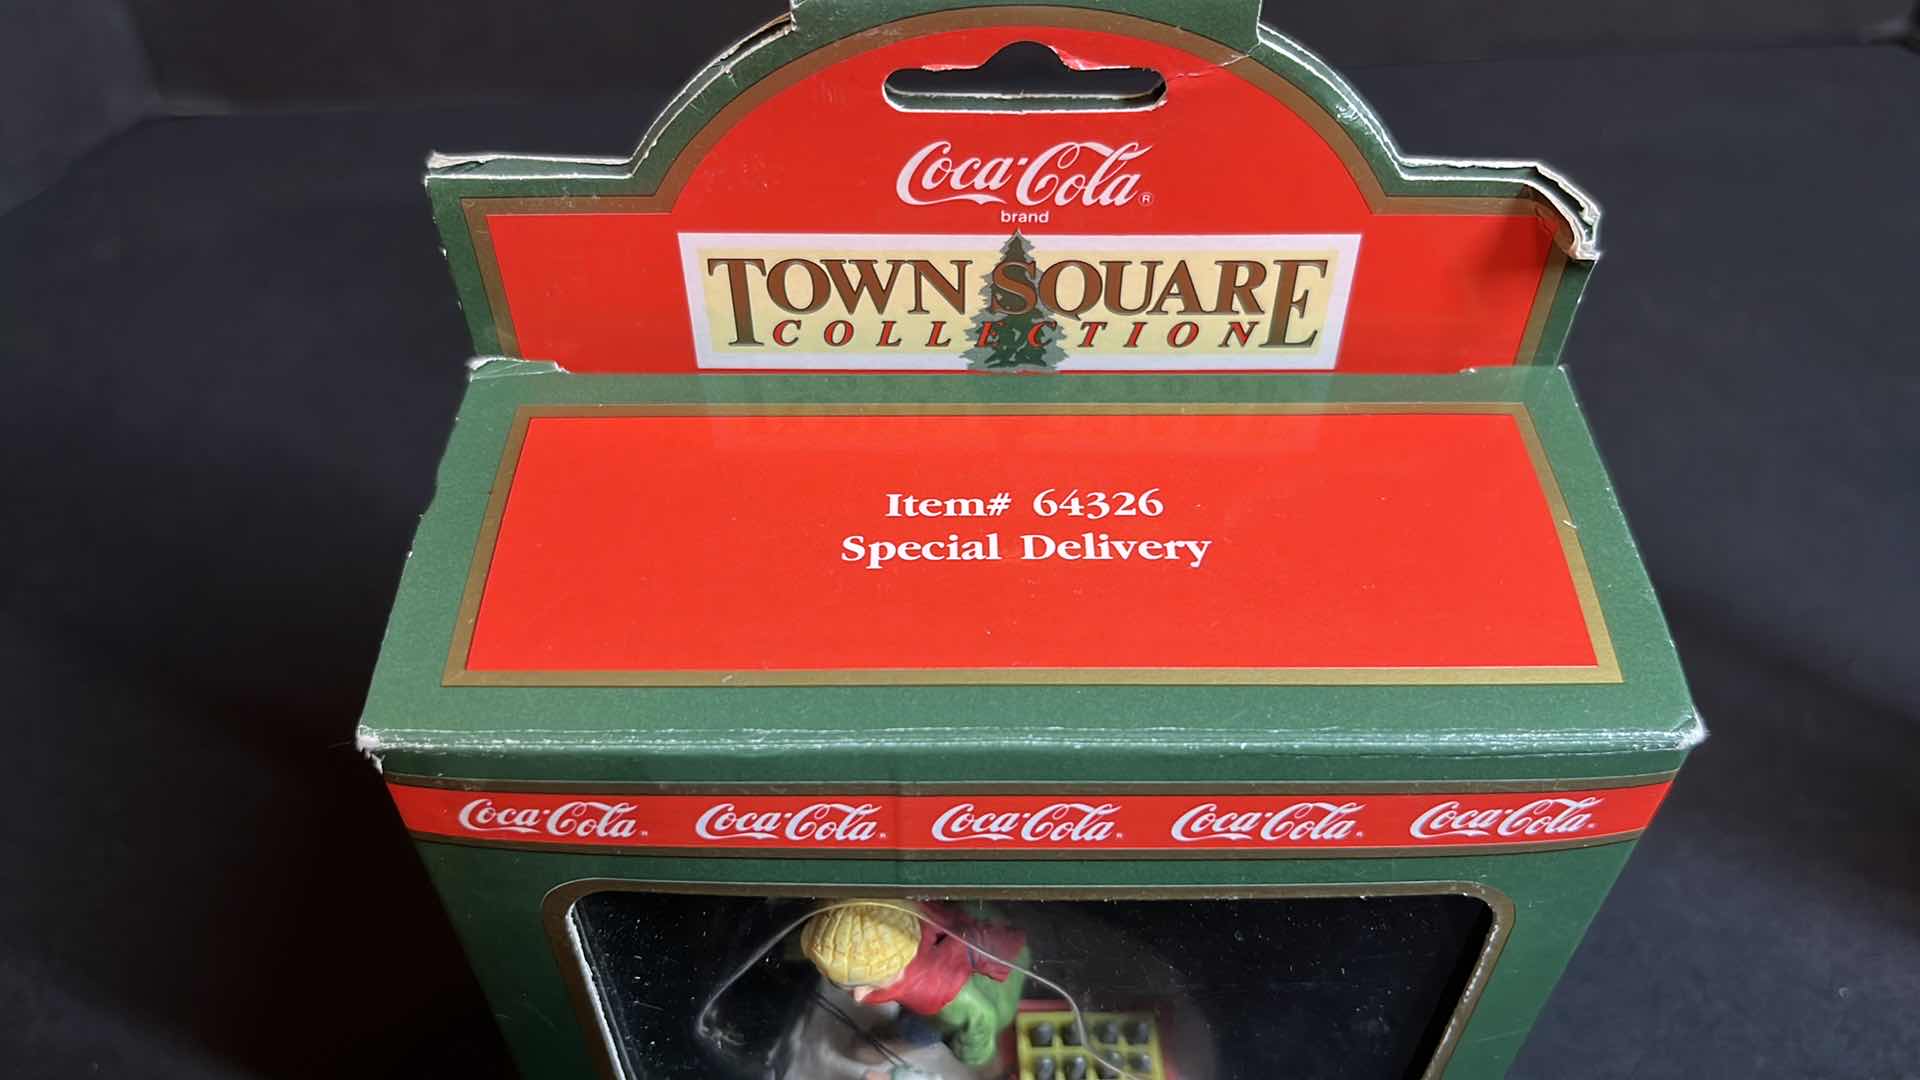 Coca-Cola®
brand
TOWN SQUARE
COLLECTION
Item# 64326
Special Delivery
Coca-Cola Coca-Cola Coca-Cola Coca-Cola Coca-Cola